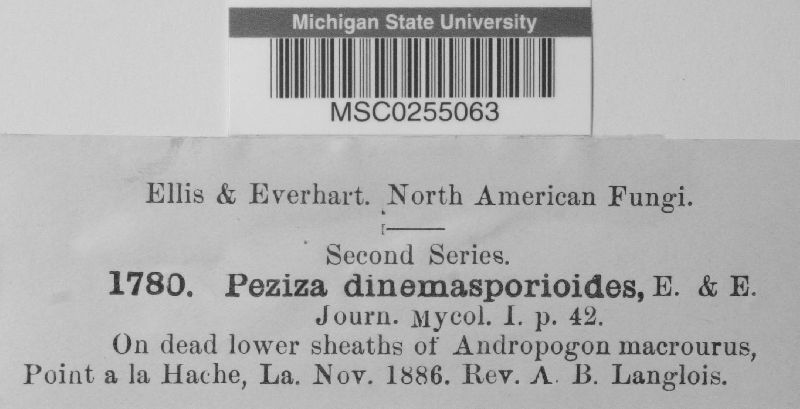 Michigan State University
MSC0255063
Ellis & Everhart. North American Fungi.
Second Series.
1780. Peziza dinemasporioides, E. & E.
Journ. Mycol. I. p. 42.
On dead lower sheaths of Andropogon macrourus,
Point a la Hache, La. Nov. 1886. Rev. A. B. Langlois.